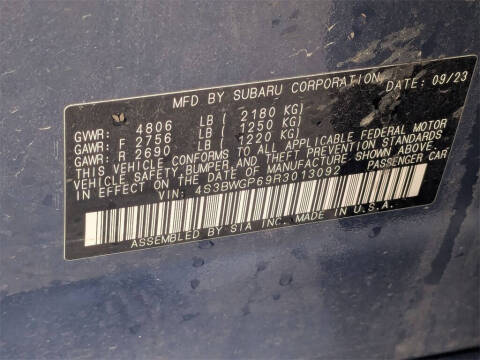 MFD BY SUBARU CORPORATION DATE: 09/23
GVWR: 4806 LB ( 2180 KG)
GAWR: F 2756 LB ( 1250 KG)
GAWR: R 2690 LB ( 1220 KG)
THIS VEHICLE CONFORMS TO ALL APPLICABLE FEDERAL MOTOR
VEHICLE SAFETY, BUMPER AND THEFT PREVENTION STANDARDS
IN EFFECT ON THE DATE OF MANUFACTURE SHOWN ABOVE.
VIN: 4S3BWGP69R3013092 PASSENGER CAR
ASSEMBLED BY SIA INC. MADE IN U.S.A.